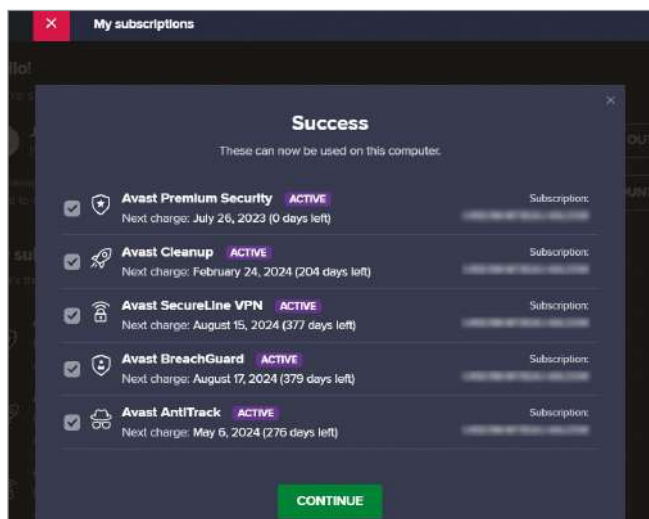 My subscriptions
Success
These can now be used on this computer.
Avast Premium Security ACTIVE
Subscription:
Next charge: July 26, 2023 (0 days left)
Avast Cleanup ACTIVE
Subscription:
Next charge: February 24, 2024 (204 days left)
Avast SecureLine VPN ACTIVE
Subscription:
Next charge: August 15, 2024 (377 days left)
Avast BreachGuard ACTIVE
Subscription:
Next charge: August 17, 2024 (379 days left)
Avast AntiTrack ACTIVE
Subscription:
Next charge: May 6, 2024 (276 days left)
CONTINUE